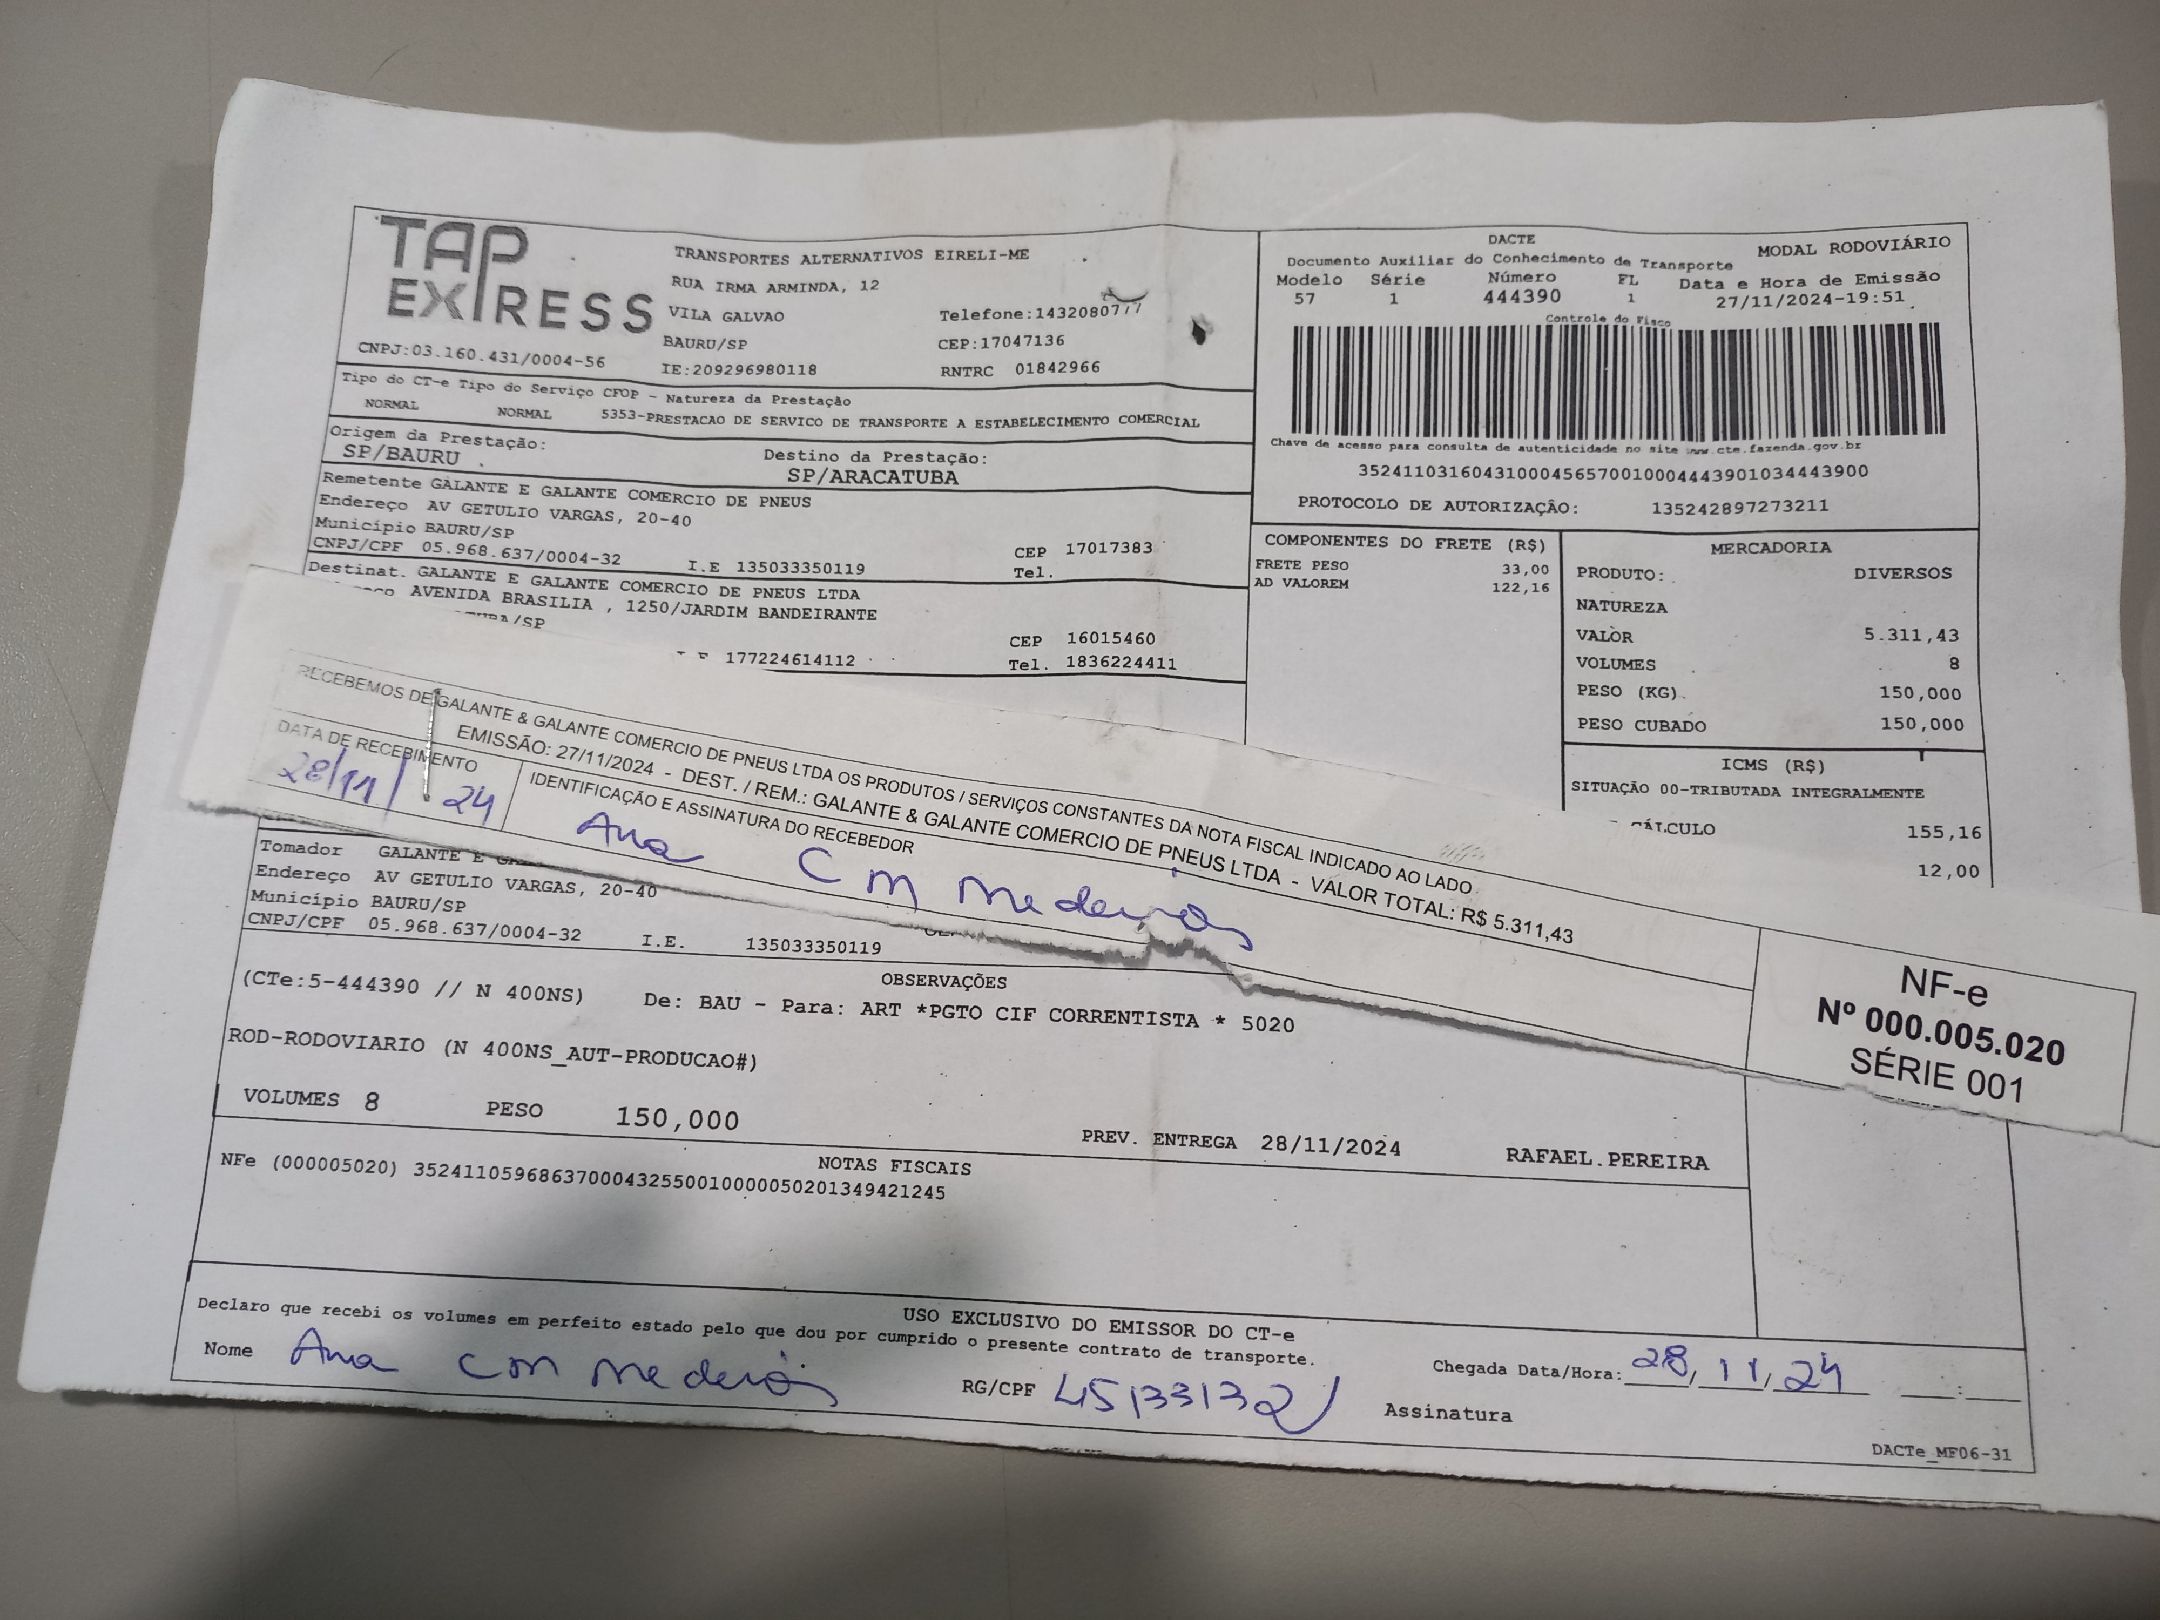 TAP
EXPRESS
TRANSPORTES ALTERNATIVOS EIRELI-ME
RUA IRMA ARMINDA, 12
VILA GALVAO Telefone:1432080777
BAURU/SP CEP:17047136
CNPJ:03.160.431/0004-56 IE:209296980118 RNTRC 01842966
Tipo do CT-e Tipo do Serviço CFOP - Natureza da Prestação
NORMAL NORMAL 5353-PRESTACAO DE SERVICO DE TRANSPORTE A ESTABELECIMENTO COMERCIAL
Origem da Prestação: Destino da Prestação:
SP/BAURU SP/ARACATUBA
Remetente GALANTE E GALANTE COMERCIO DE PNEUS
Endereço AV GETULIO VARGAS, 20-40
Município BAURU/SP CEP 17017383
CNPJ/CPF 05.968.637/0004-32 I.E 135033350119 Tel.
Destinat. GALANTE E GALANTE COMERCIO DE PNEUS LTDA
AVENIDA BRASILIA , 1250/JARDIM BANDEIRANTE
/SP CEP 16015460
177224614112 Tel. 1836224411
DACTE MODAL RODOVIÁRIO
Documento Auxiliar do Conhecimento de Transporte
Modelo Série Número FL Data e Hora de Emissão
57 1 444390 1 27/11/2024-19:51
Controle do Fisco
Chave de acesso para consulta de autenticidade no site www.cte.fazenda.gov.br
35241103160431000456570010004443901034443900
PROTOCOLO DE AUTORIZAÇÂO: 135242897273211
COMPONENTES DO FRETE (R$)
FRETE PESO 33,00
AD VALOREM 122,16
MERCADORIA
PRODUTO: DIVERSOS
NATUREZA
VALOR 5.311,43
VOLUMES 8
PESO (KG) 150,000
PESO CUBADO 150,000
ICMS (R$)
SITUAÇÃO 00-TRIBUTADA INTEGRALMENTE
CÁLCULO 155,16
12,00
RECEBEMOS DE GALANTE & GALANTE COMERCIO DE PNEUS LTDA OS PRODUTOS / SERVIÇOS CONSTANTES DA NOTA FISCAL INDICADO AO LADO
EMISSÃO: 27/11/2024 - DEST. / REM.: GALANTE & GALANTE COMERCIO DE PNEUS LTDA - VALOR TOTAL: R$ 5.311,43
DATA DE RECEBIMENTO IDENTIFICAÇÃO E ASSINATURA DO RECEBEDOR
28/11/24 Ana C M Medeiros
NF-e
Nº 000.005.020
SÉRIE 001
Tomador GALANTE E
Endereço AV GETULIO VARGAS, 20-40
Município BAURU/SP
CNPJ/CPF 05.968.637/0004-32 I.E. 135033350119
OBSERVAÇÕES
(CTe:5-444390 // N 400NS) De: BAU - Para: ART *PGTO CIF CORRENTISTA * 5020
ROD-RODOVIARIO (N 400NS_AUT-PRODUCAO#)
VOLUMES 8 PESO 150,000 PREV. ENTREGA 28/11/2024 RAFAEL.PEREIRA
NOTAS FISCAIS
NFe (000005020) 35241105968637000432550010000050201349421245
USO EXCLUSIVO DO EMISSOR DO CT-e
Declaro que recebi os volumes em perfeito estado pelo que dou por cumprido o presente contrato de transporte.
Nome Ana C M Medeiros RG/CPF 45133132 Chegada Data/Hora: 28/11/24 __:__
Assinatura
DACTe_MF06-31